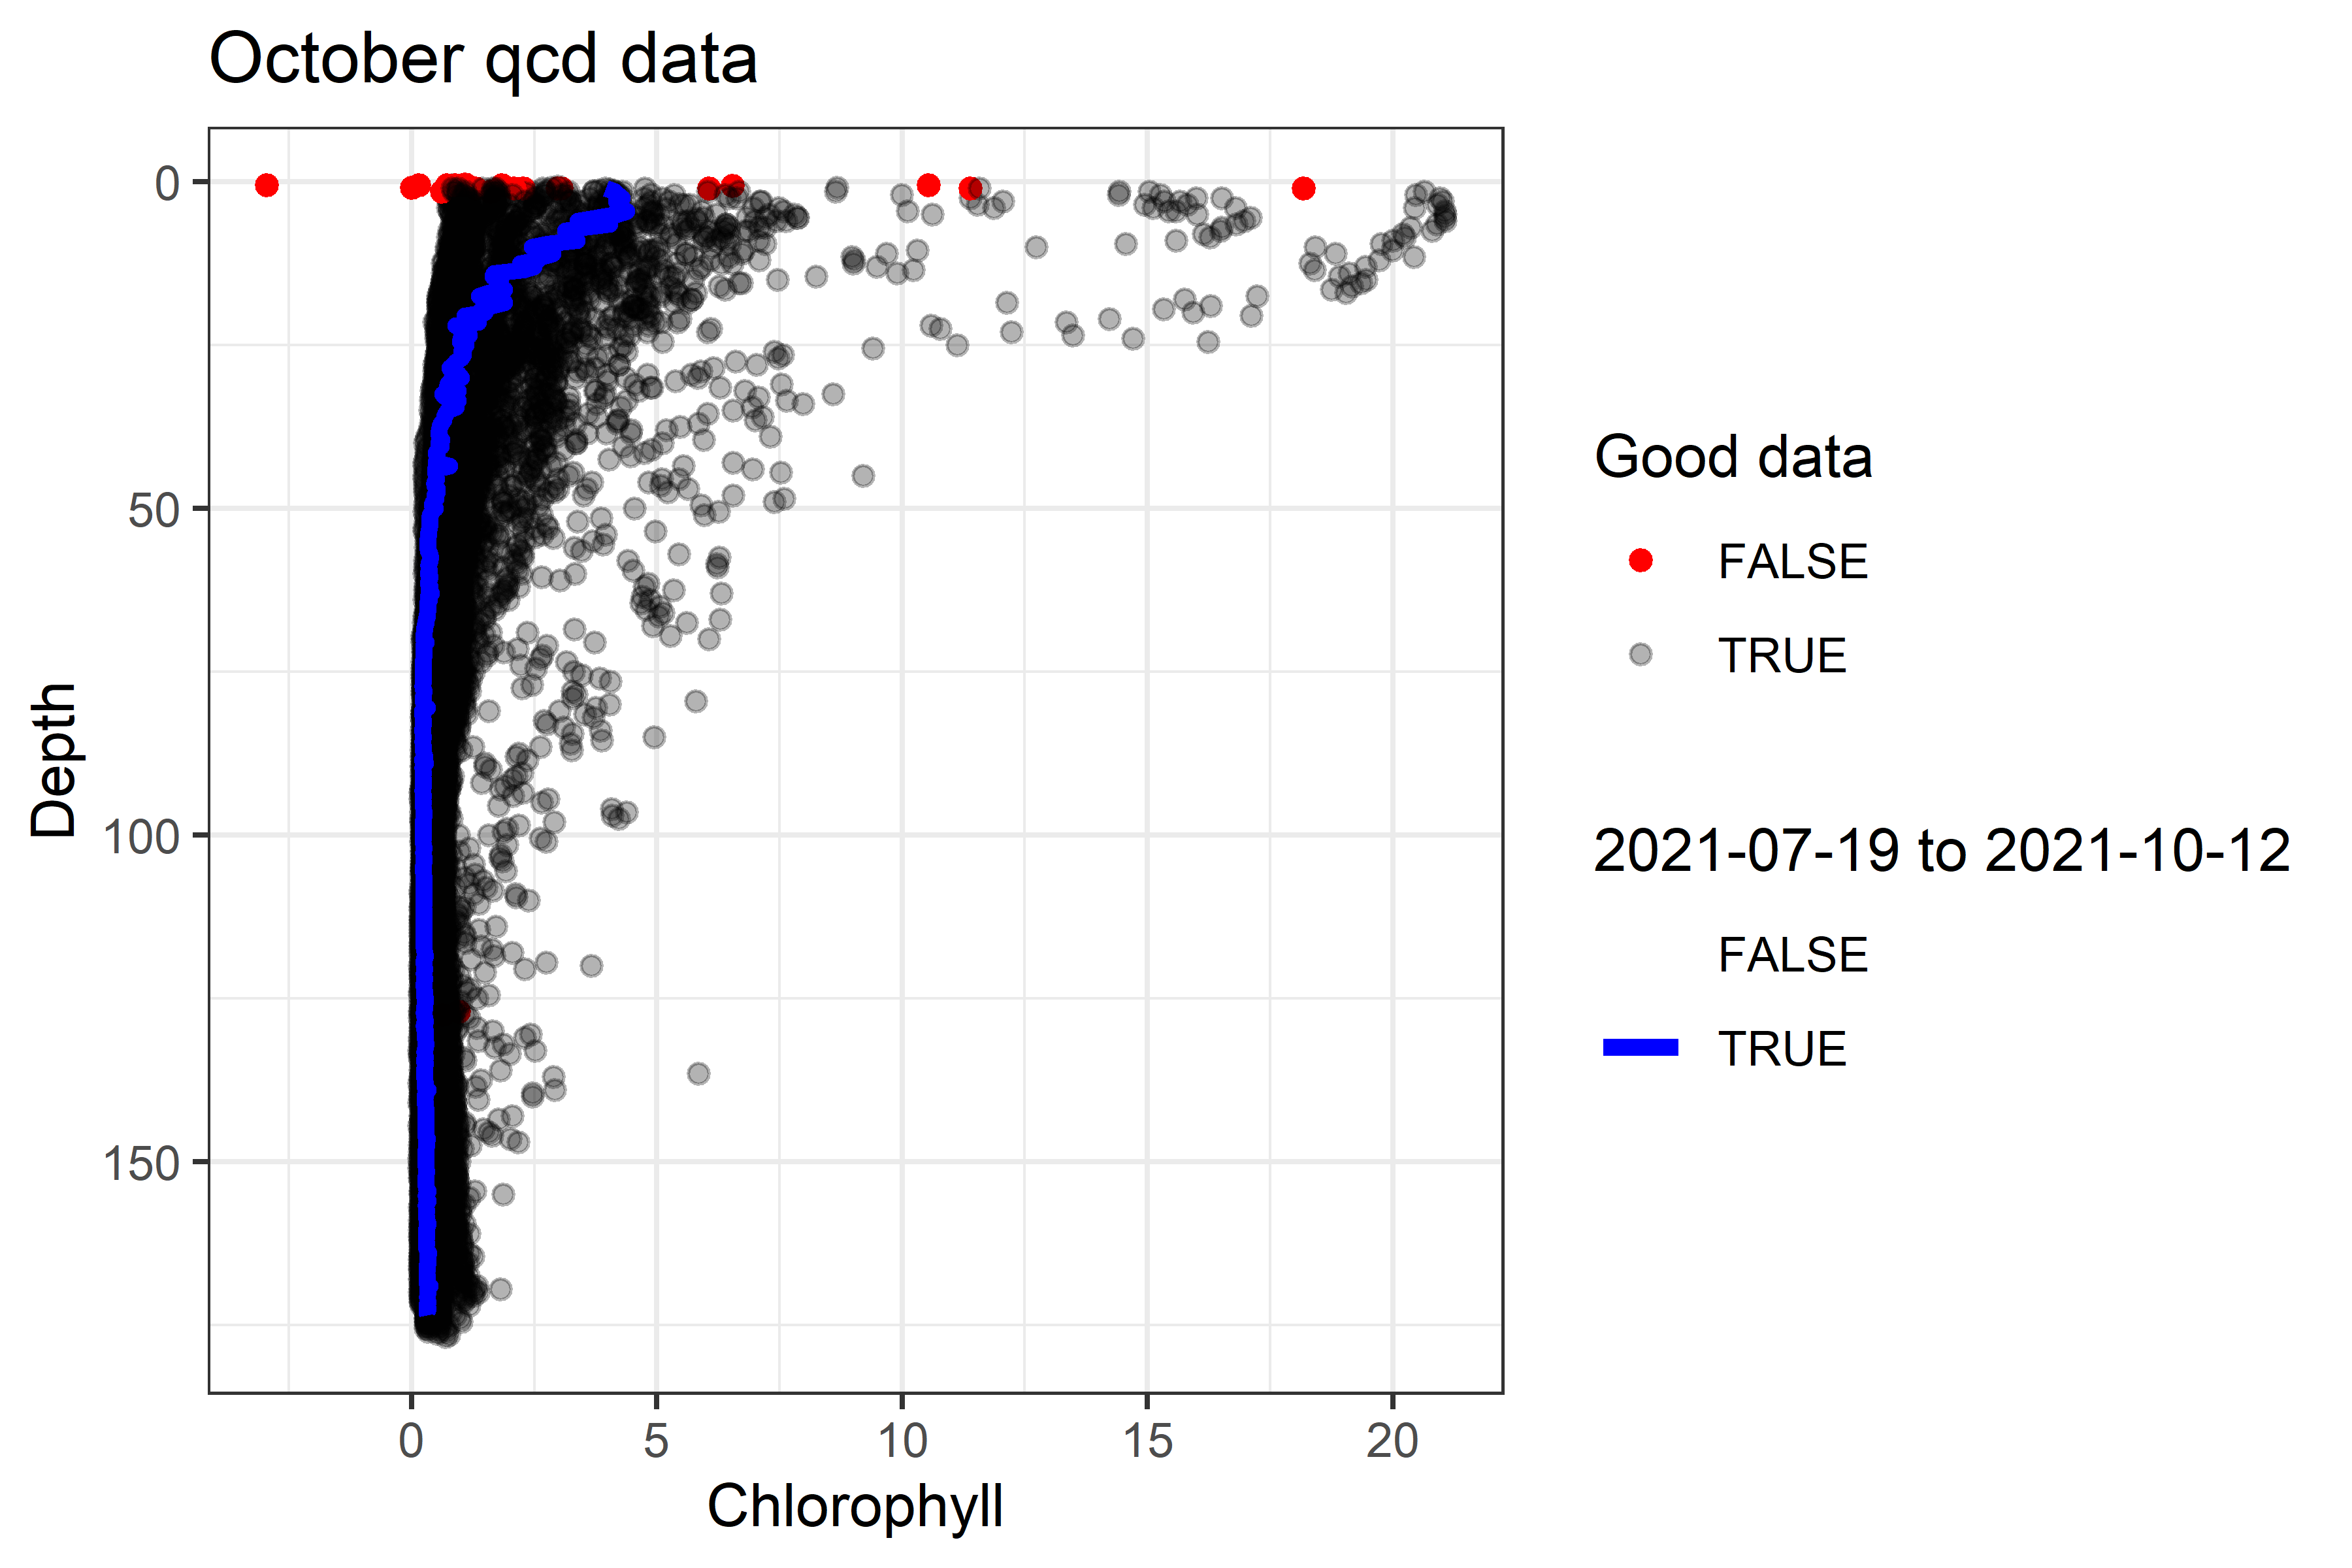 October qcd data
0
50
100
150
Depth
0 5 10 15 20
Chlorophyll
Good data
FALSE
TRUE
2021-07-19 to 2021-10-12
FALSE
TRUE